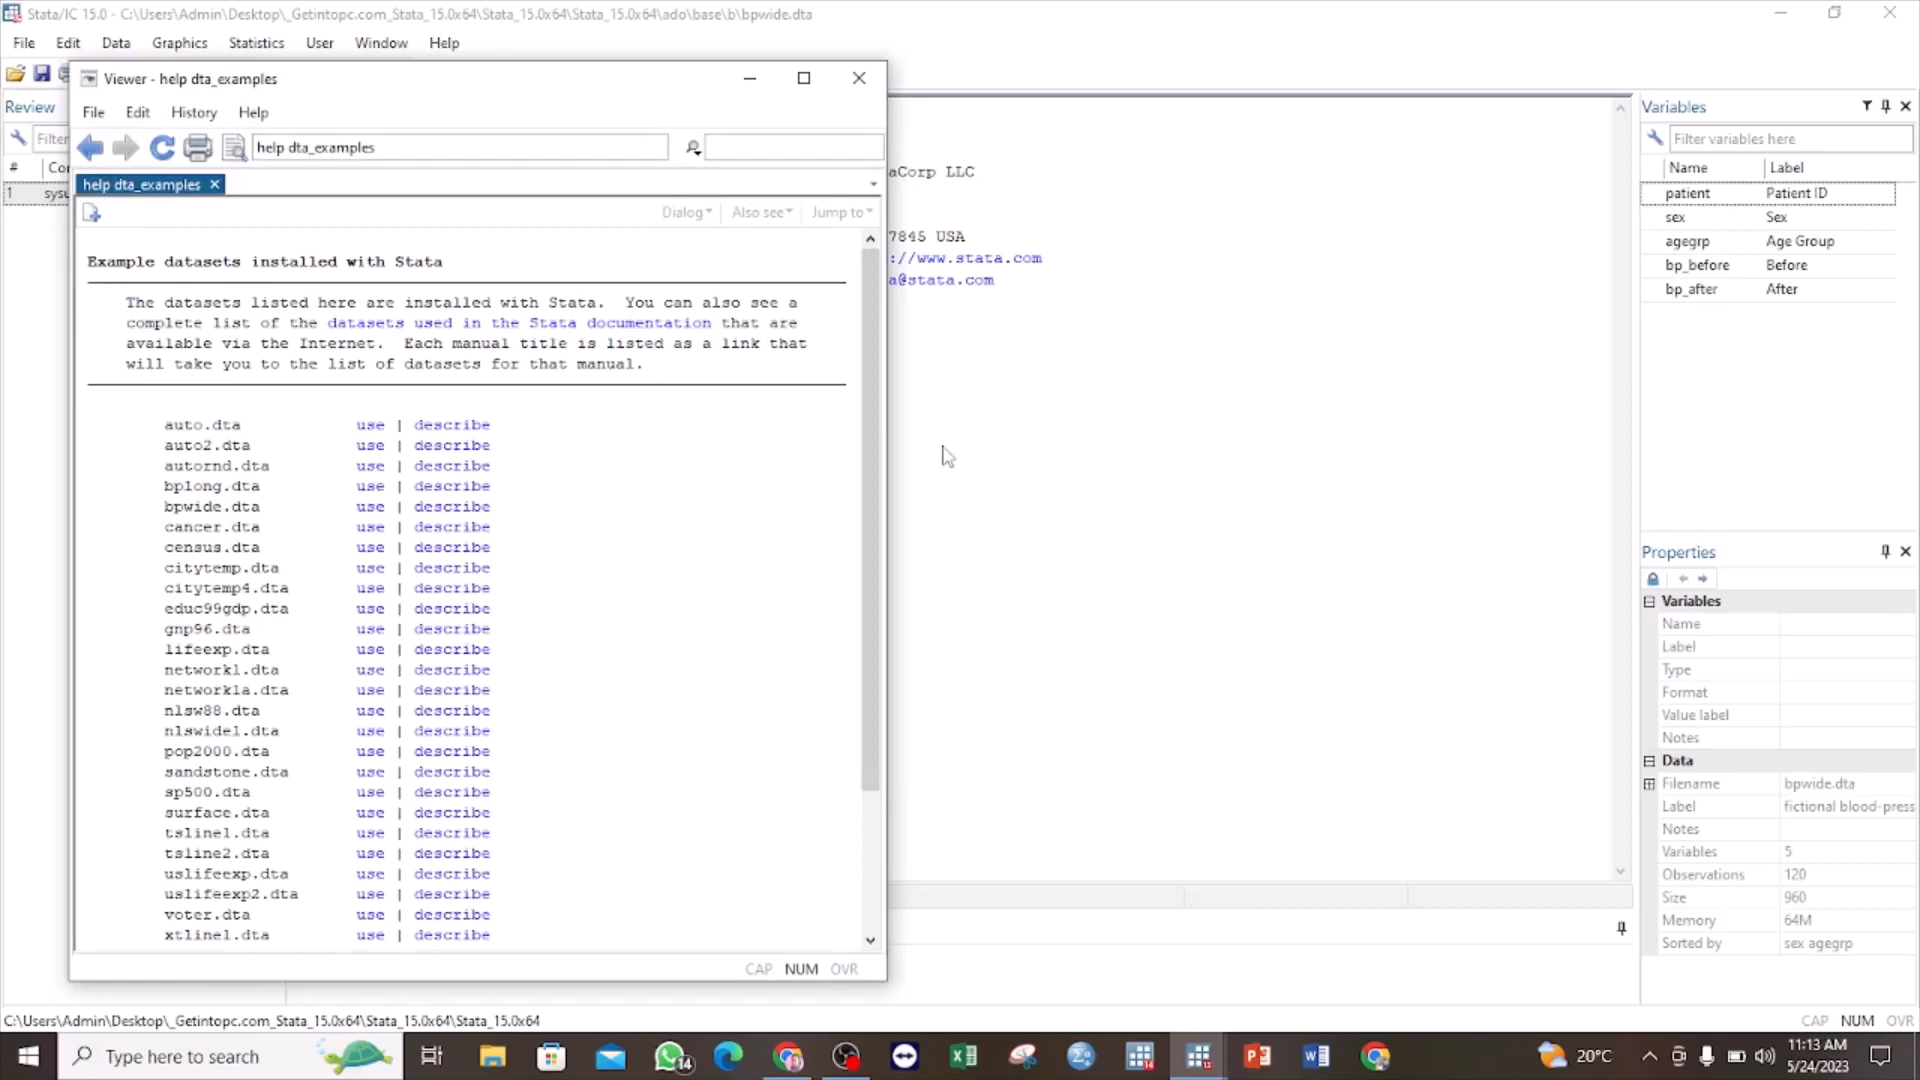 Stata/IC 15.0 - C:\Users\Admin\Desktop\_Getintopc.com_Stata_15.0x64\Stata_15.0x64\Stata_15.0x64\ado\base\b\bpwide.dta
File Edit Data Graphics Statistics User Window Help
Viewer - help dta_examples
File Edit History Help
help dta_examples
help dta_examples
Dialog Also see Jump to
Example datasets installed with Stata
The datasets listed here are installed with Stata. You can also see a
complete list of the datasets used in the Stata documentation that are
available via the Internet. Each manual title is listed as a link that
will take you to the list of datasets for that manual.
auto.dta use | describe
auto2.dta use | describe
autornd.dta use | describe
bplong.dta use | describe
bpwide.dta use | describe
cancer.dta use | describe
census.dta use | describe
citytemp.dta use | describe
citytemp4.dta use | describe
educ99gdp.dta use | describe
gnp96.dta use | describe
lifeexp.dta use | describe
network1.dta use | describe
network1a.dta use | describe
nlsw88.dta use | describe
nlswide1.dta use | describe
pop2000.dta use | describe
sandstone.dta use | describe
sp500.dta use | describe
surface.dta use | describe
tsline1.dta use | describe
tsline2.dta use | describe
uslifeexp.dta use | describe
uslifeexp2.dta use | describe
voter.dta use | describe
xtline1.dta use | describe
CAP NUM OVR
Review
Filter
# Cor
1 sysu
aCorp LLC
7845 USA
://www.stata.com
a@stata.com
Variables
Filter variables here
Name Label
patient Patient ID
sex Sex
agegrp Age Group
bp_before Before
bp_after After
Properties
Variables
Name
Label
Type
Format
Value label
Notes
Data
Filename bpwide.dta
Label fictional blood-press
Notes
Variables 5
Observations 120
Size 960
Memory 64M
Sorted by sex agegrp
C:\Users\Admin\Desktop\_Getintopc.com_Stata_15.0x64\Stata_15.0x64\Stata_15.0x64
CAP NUM OVR
Type here to search
14
20°C
11:13 AM
5/24/2023